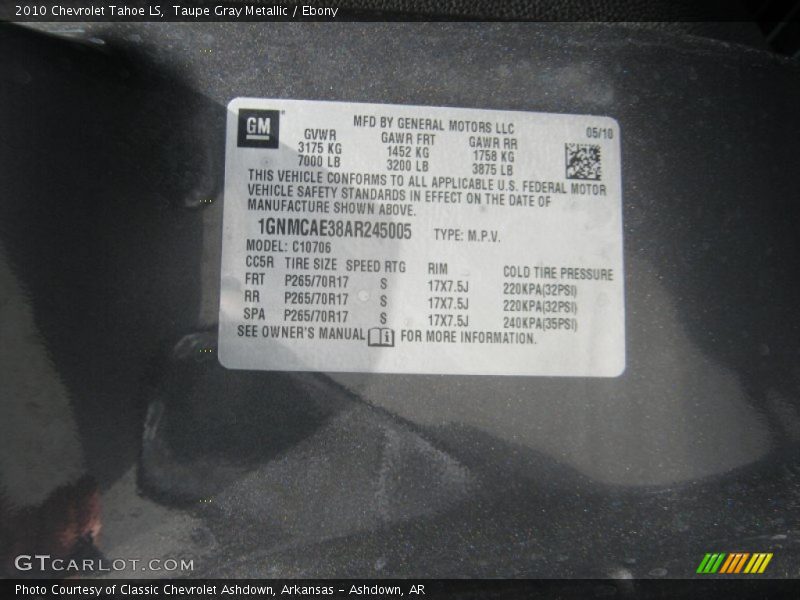 2010 Chevrolet Tahoe LS,  Taupe Gray Metallic / Ebony
GM
MFD BY GENERAL MOTORS LLC 05/10
GVWR GAWR FRT GAWR RR
3175 KG 1452 KG 1758 KG
7000 LB 3200 LB 3875 LB
THIS VEHICLE CONFORMS TO ALL APPLICABLE U.S. FEDERAL MOTOR
VEHICLE SAFETY STANDARDS IN EFFECT ON THE DATE OF
MANUFACTURE SHOWN ABOVE.
1GNMCAE38AR245005 TYPE: M.P.V.
MODEL: C10706
CC5R TIRE SIZE SPEED RTG RIM COLD TIRE PRESSURE
FRT P265/70R17 S 17X7.5J 220KPA(32PSI)
RR P265/70R17 S 17X7.5J 220KPA(32PSI)
SPA P265/70R17 S 17X7.5J 240KPA(35PSI)
SEE OWNER'S MANUAL i FOR MORE INFORMATION.
GTCARLOT.COM
Photo Courtesy of Classic Chevrolet Ashdown, Arkansas - Ashdown, AR